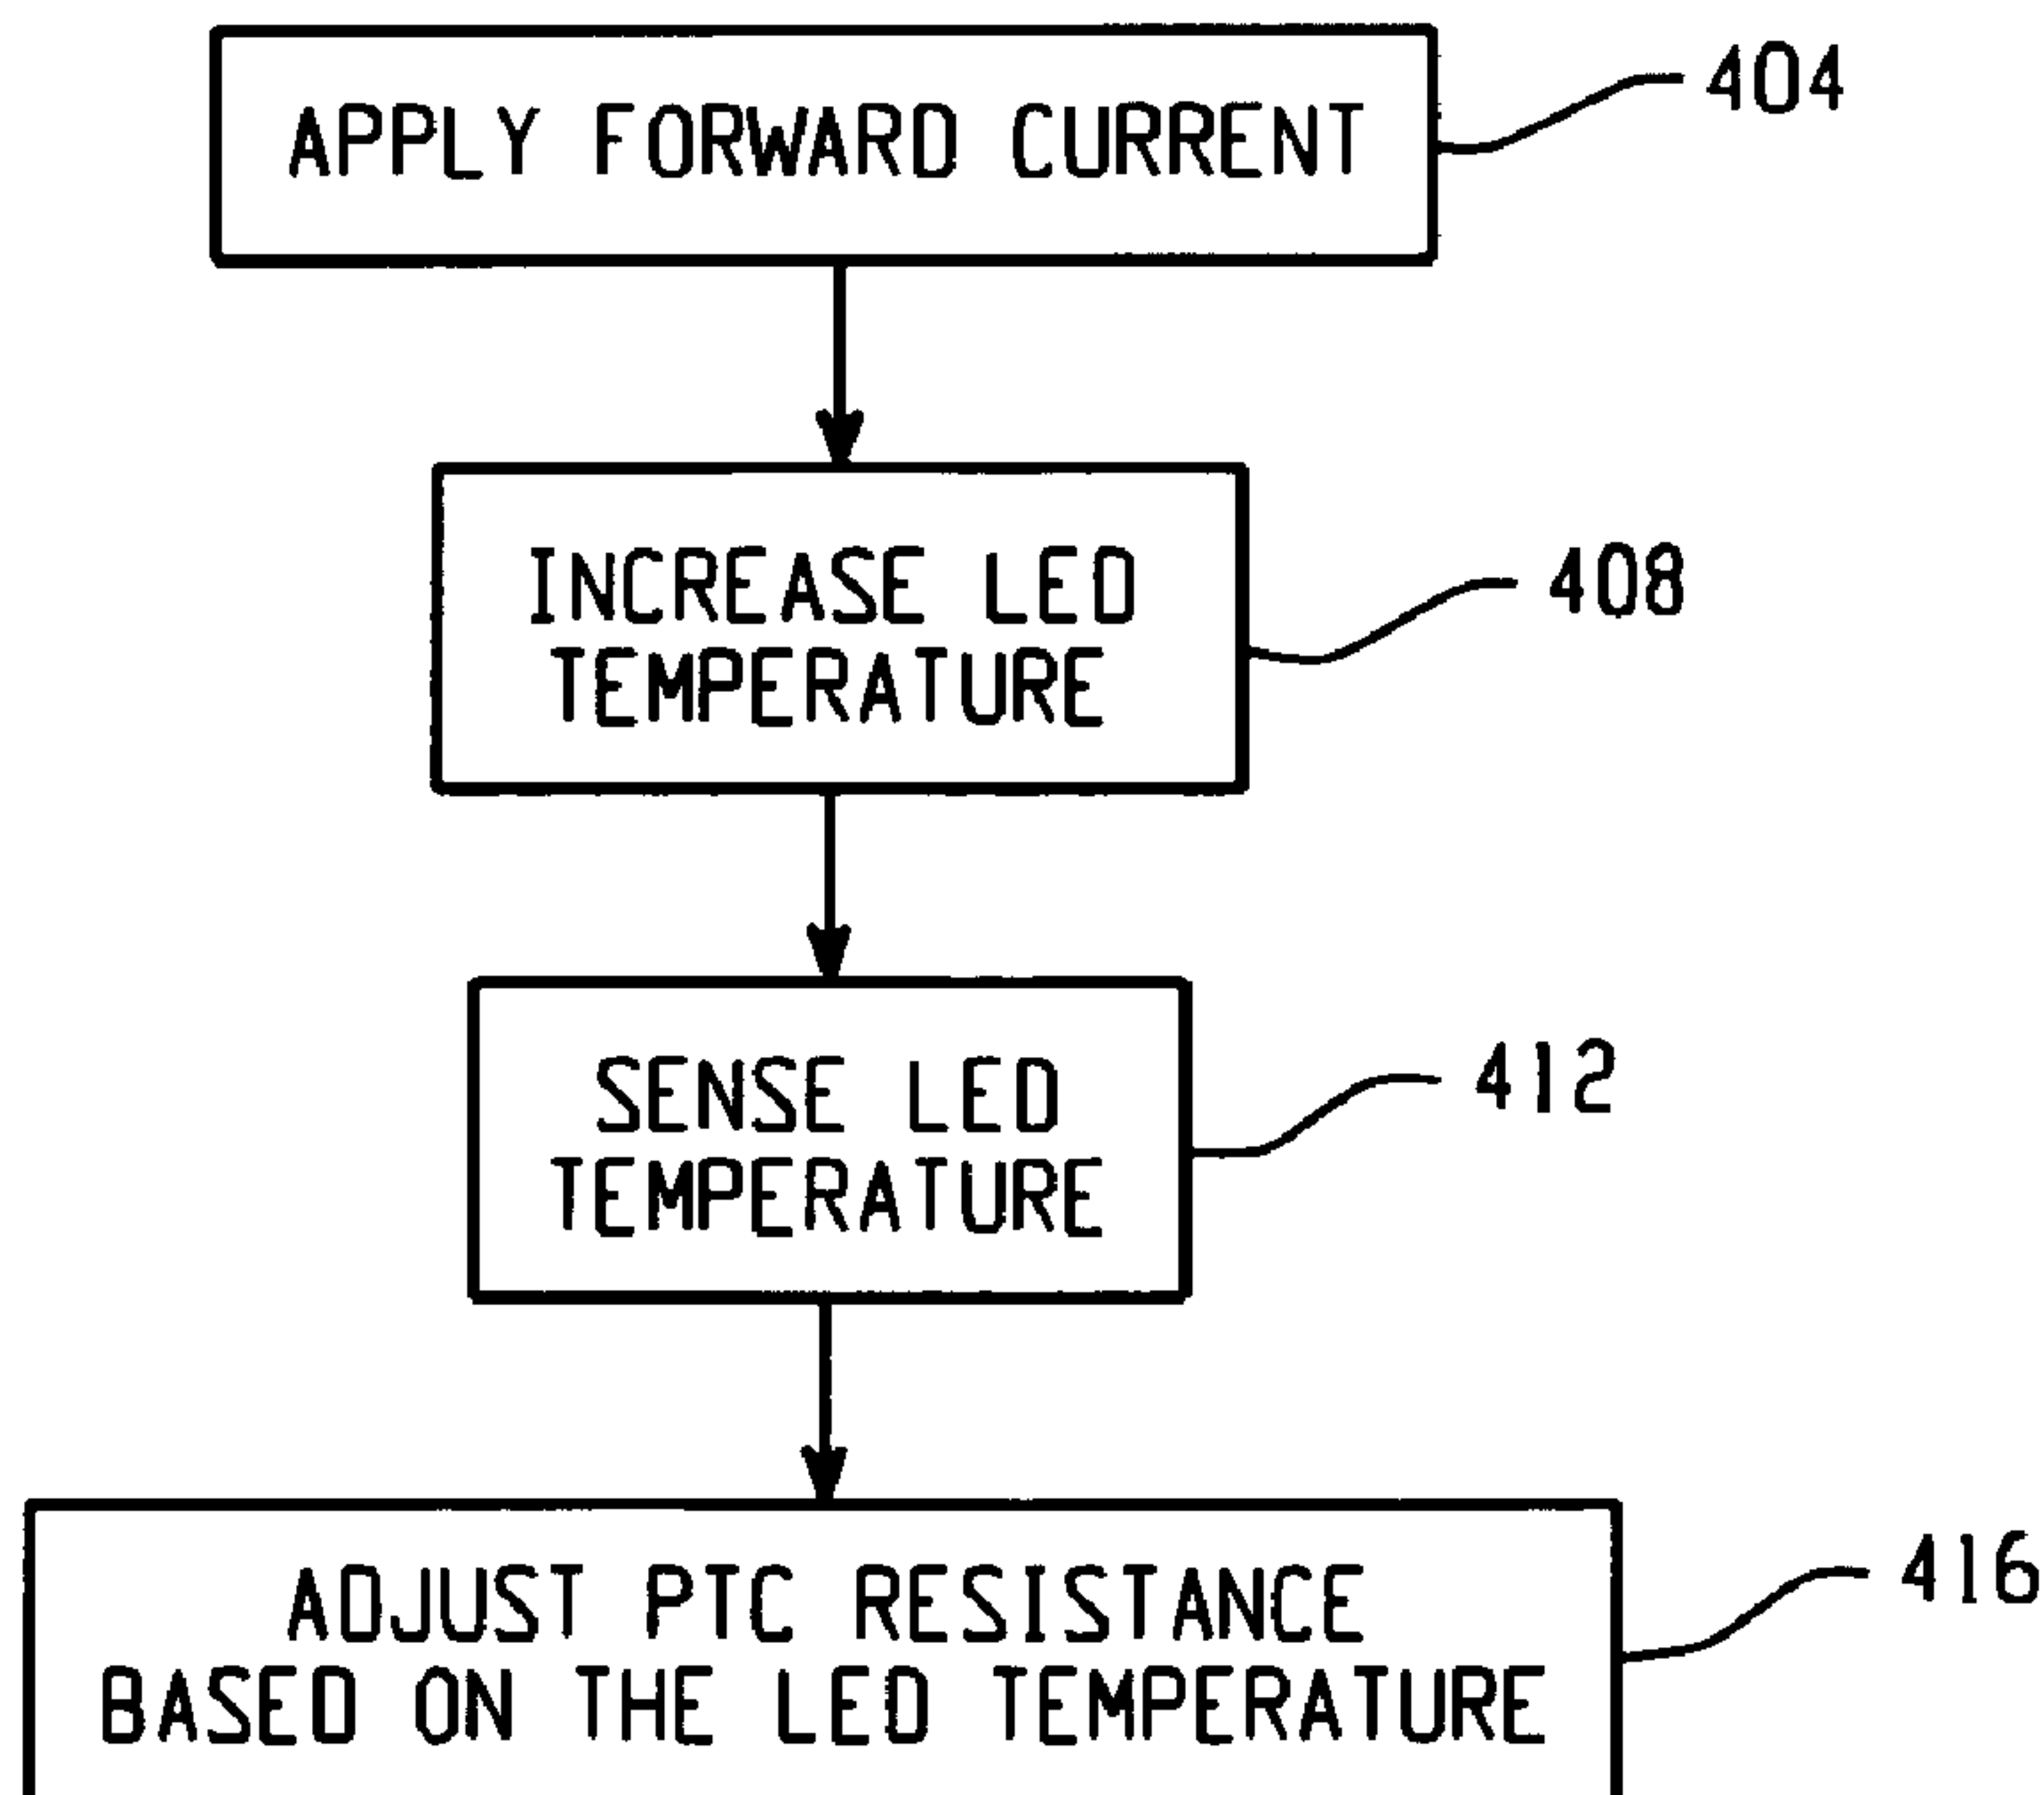 APPLY FORWARD CURRENT
404
INCREASE LED
TEMPERATURE
408
SENSE LED
TEMPERATURE
412
ADJUST PTC RESISTANCE
BASED ON THE LED TEMPERATURE
416